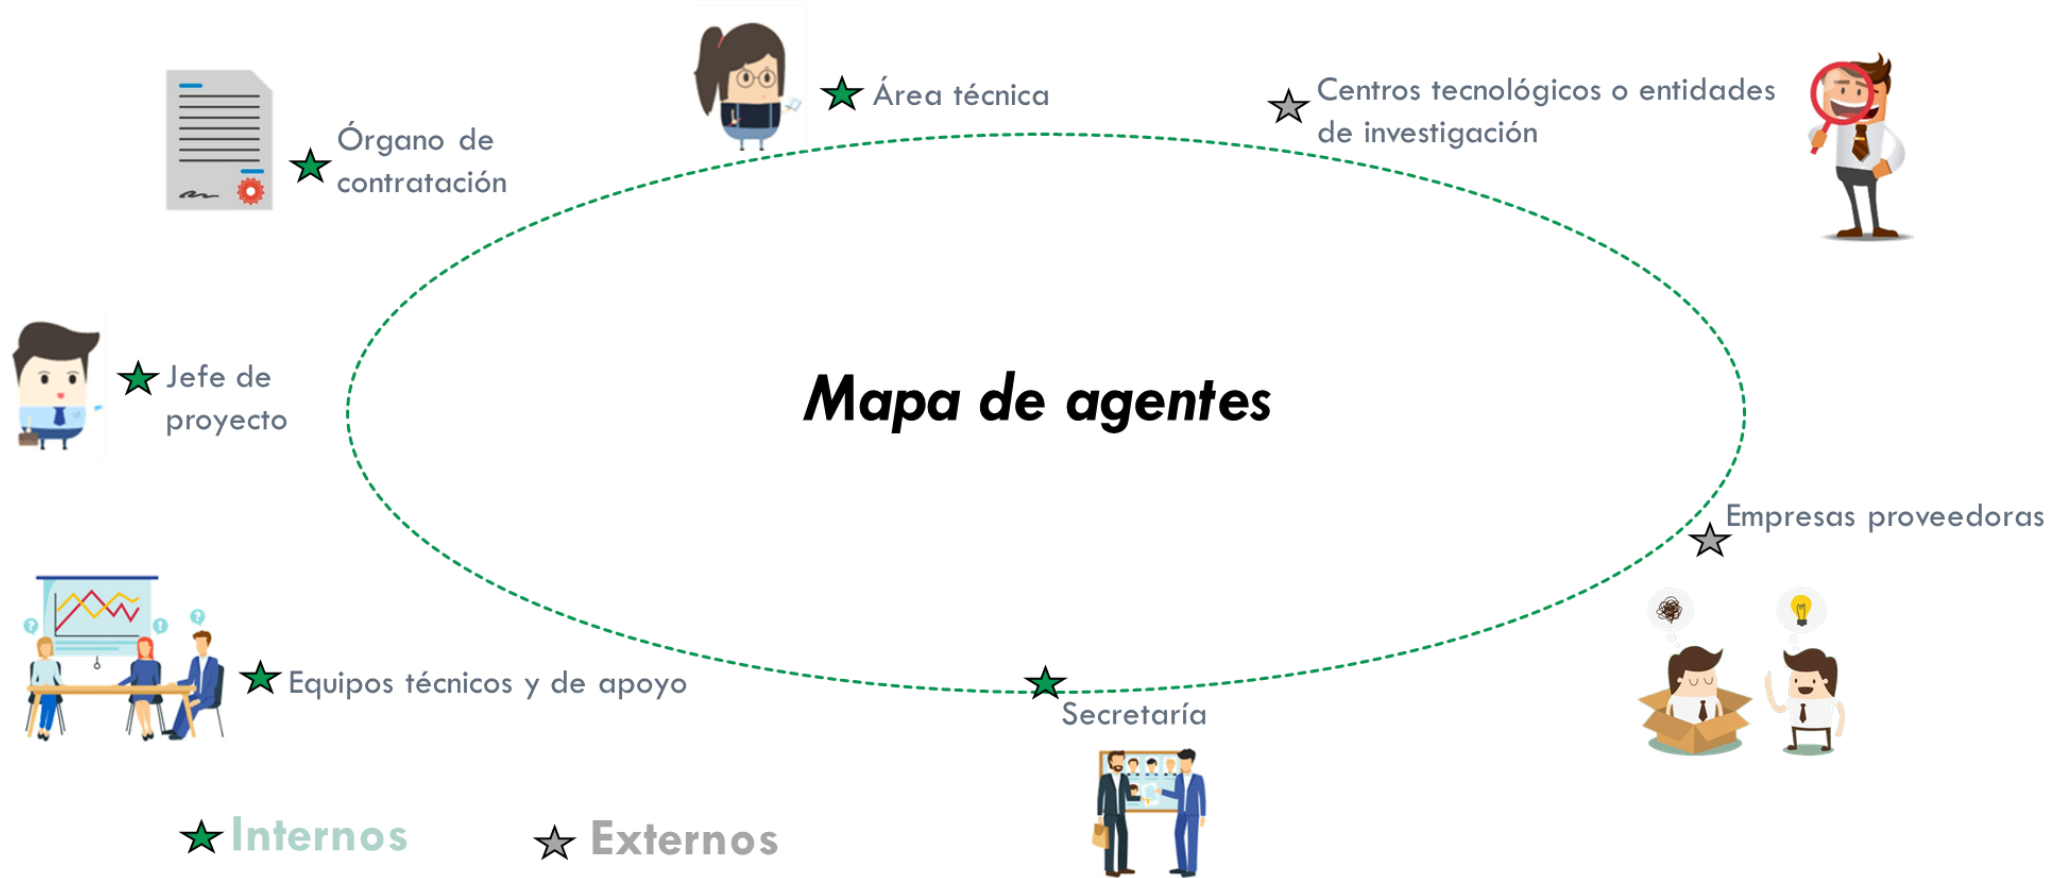 Área técnica
Centros tecnológicos o entidades
de investigación
Órgano de
contratación
Jefe de
proyecto
Mapa de agentes
Empresas proveedoras
Equipos técnicos y de apoyo
Secretaría
Internos
Externos